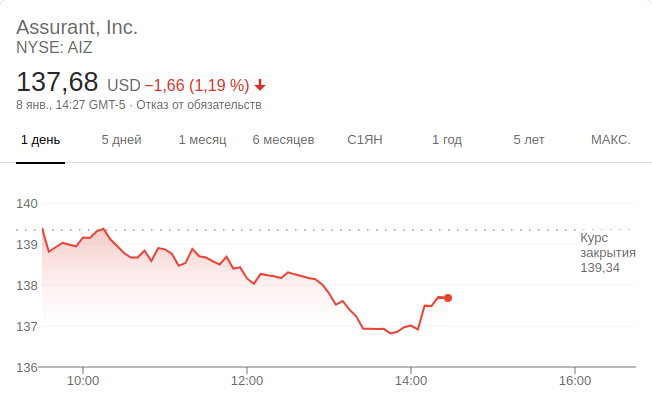 Assurant, Inc.
NYSE: AIZ
137,68 USD −1,66 (1,19 %)
8 янв., 14:27 GMT-5 · Отказ от обязательств
1 день 5 дней 1 месяц 6 месяцев С1ЯН 1 год 5 лет МАКС.
140
139
138
137
136
Курс
закрытия
139,34
10:00 12:00 14:00 16:00